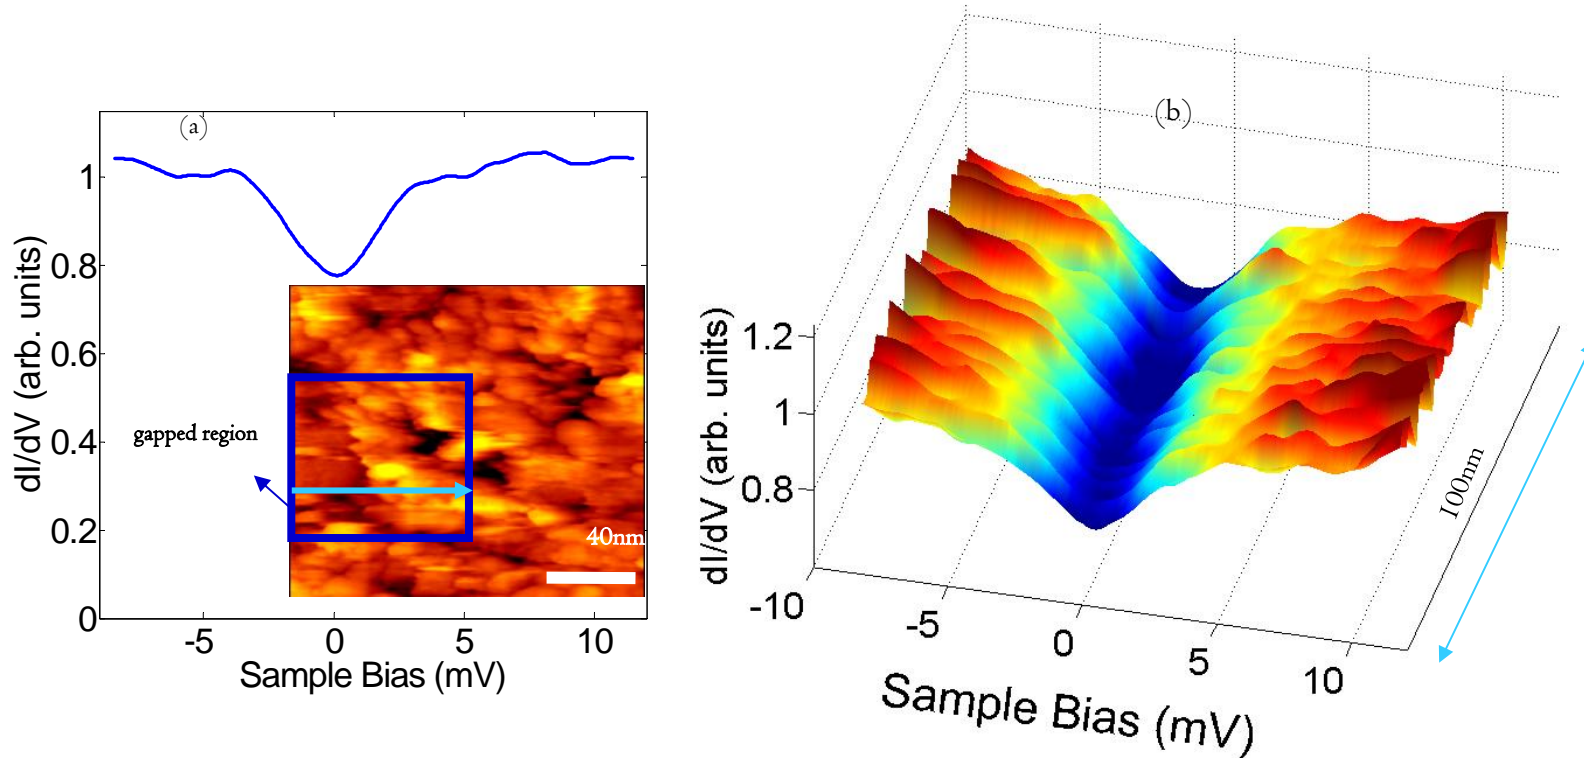 (a)
1
0.8
0.6
0.4
0.2
0
dI/dV (arb. units)
gapped region
40nm
-5
0
5
10
Sample Bias (mV)
(b)
1.2
1
0.8
dI/dV (arb. units)
-10
-5
0
5
10
Sample Bias (mV)
100nm